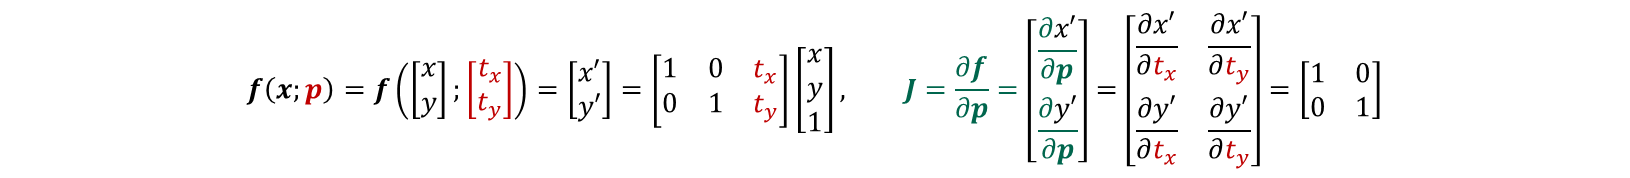 f(x; p) = f([x y]; [t_x t_y]) = [x′ y′] = [1 0 t_x 0 1 t_y] [x y 1], J = ∂f/∂p = [∂x′/∂p ∂y′/∂p] = [∂x′/∂t_x ∂x′/∂t_y ∂y′/∂t_x ∂y′/∂t_y] = [1 0 0 1]